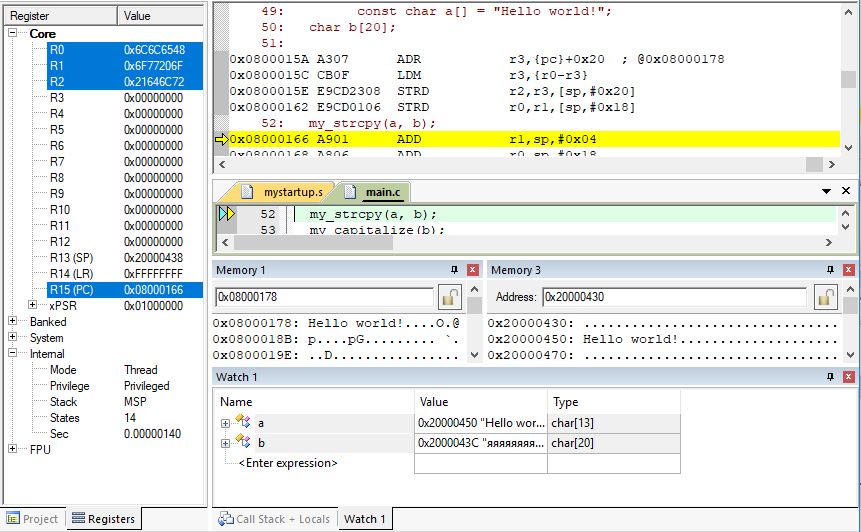 Register Value
Core
R0 0x6C6C6548
R1 0x6F77206F
R2 0x21646C72
R3 0x00000000
R4 0x00000000
R5 0x00000000
R6 0x00000000
R7 0x00000000
R8 0x00000000
R9 0x00000000
R10 0x00000000
R11 0x00000000
R12 0x00000000
R13 (SP) 0x20000438
R14 (LR) 0xFFFFFFFF
R15 (PC) 0x08000166
xPSR 0x01000000
Banked
System
Internal
Mode Thread
Privilege Privileged
Stack MSP
States 14
Sec 0.00000140
FPU
Project Registers
49: const char a[] = "Hello world!";
50: char b[20];
51:
0x0800015A A307 ADR r3,{pc}+0x20 ; @0x08000178
0x0800015C CB0F LDM r3,{r0-r3}
0x0800015E E9CD2308 STRD r2,r3,[sp,#0x20]
0x08000162 E9CD0106 STRD r0,r1,[sp,#0x18]
52: my_strcpy(a, b);
0x08000166 A901 ADD r1,sp,#0x04
0x08000168 A806 ADD r0,sp,#0x18
mystartup.s main.c
52 my_strcpy(a, b);
53 my_capitalize(b);
Memory 1
0x08000178
0x08000178: Hello world!....O.@
0x0800018B: p....pG......... `.
0x0800019E: ..D................
Memory 3
Address: 0x20000430
0x20000430: ................................
0x20000450: Hello world!....................
0x20000470: ................................
Watch 1
Name Value Type
a 0x20000450 "Hello wor... char[13]
b 0x2000043C "яяяяяяяя... char[20]
<Enter expression>
Call Stack + Locals Watch 1